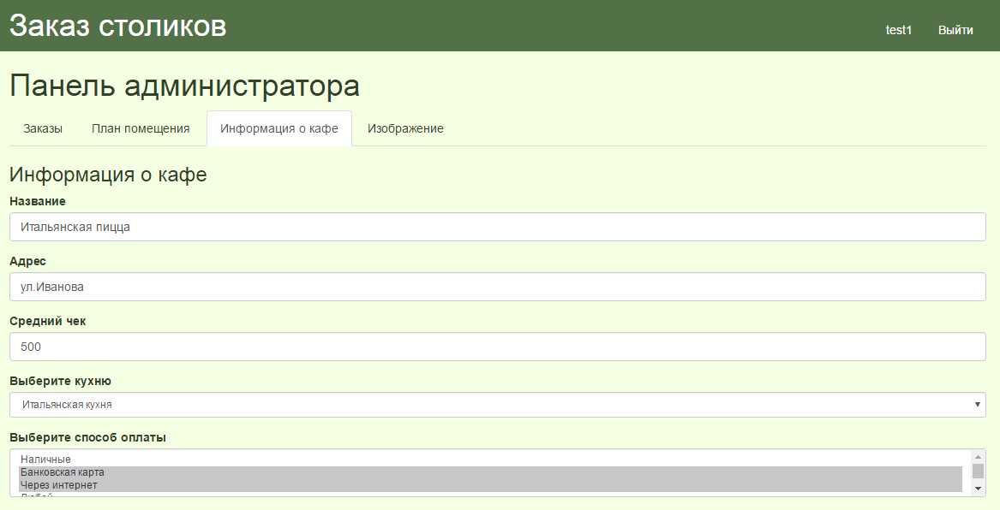 Заказ столиков
test1 Выйти
Панель администратора
Заказы План помещения Информация о кафе Изображение
Информация о кафе
Название
Итальянская пицца
Адрес
ул.Иванова
Средний чек
500
Выберите кухню
Итальянская кухня
Выберите способ оплаты
Наличные
Банковская карта
Через интернет
Любой